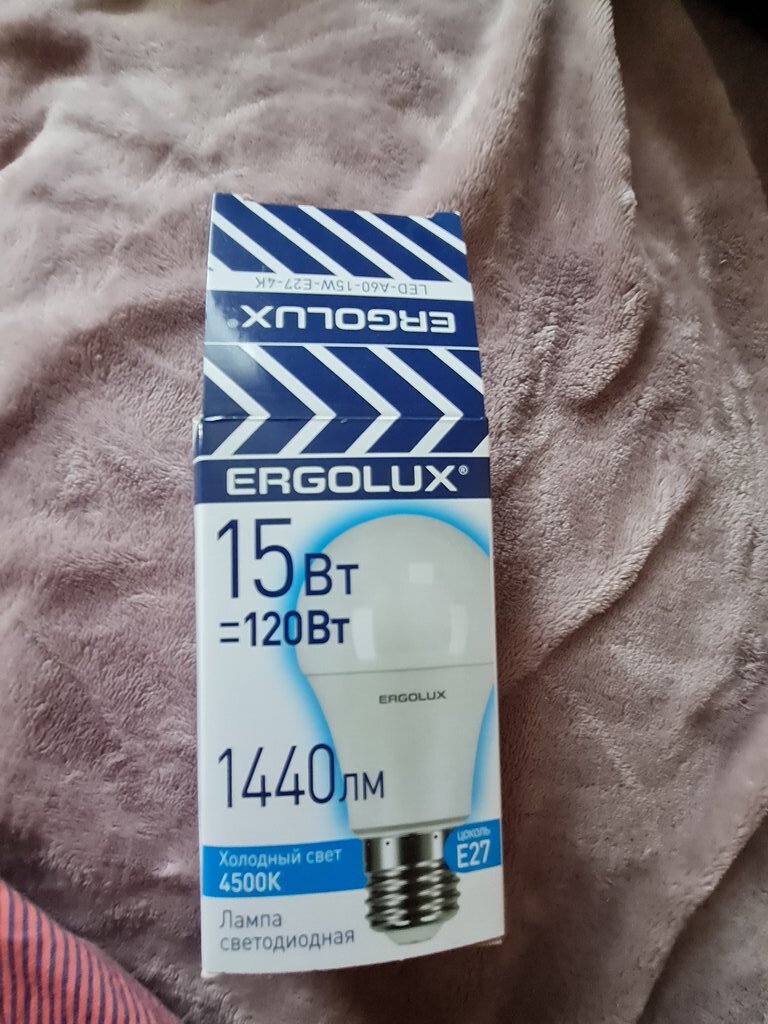 LED-A60-15W-E27-4K
ERGOLUX®
ERGOLUX®
15Вт
=120Вт
ERGOLUX
1440лм
Холодный свет
4500K
цоколь
E27
Лампа
светодиодная